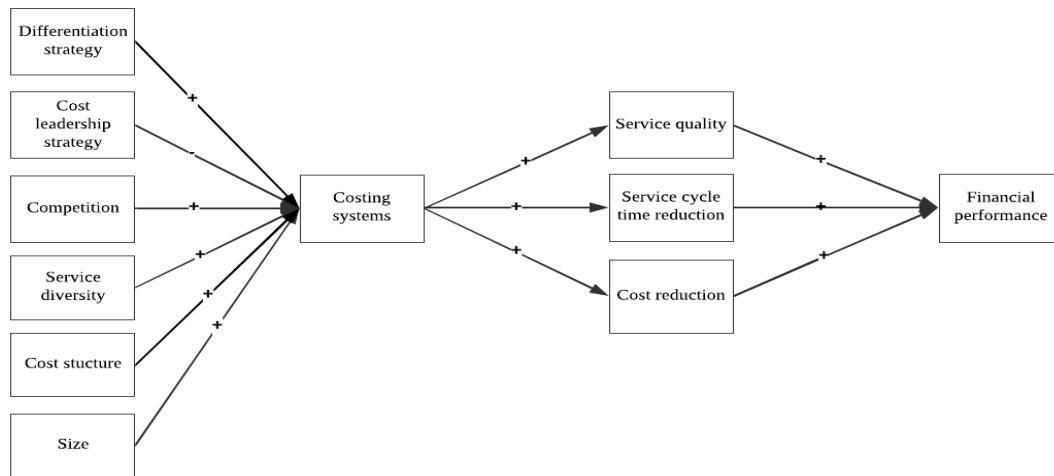 Differentiation
strategy
+
Cost
leadership
strategy
-
Competition
+
Service
diversity
+
Cost stucture
+
Size
+
Costing
systems
+
+
+
Service quality
Service cycle
time reduction
Cost reduction
+
+
+
Financial
performance